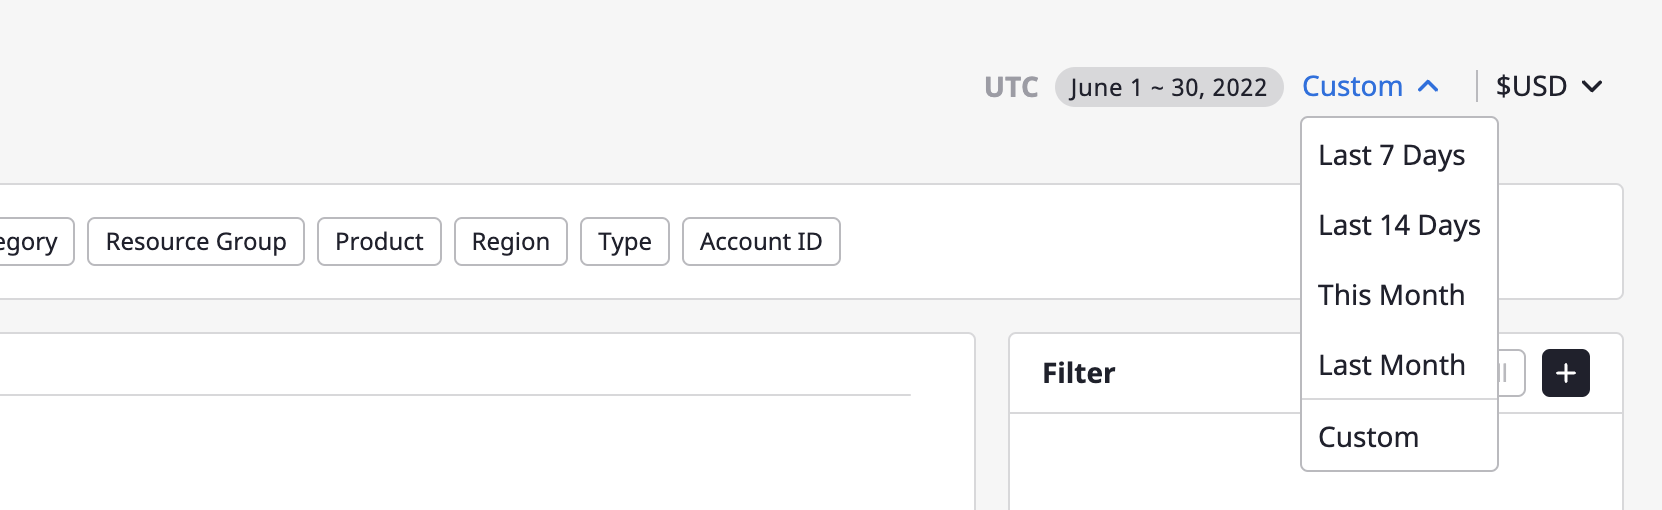 UTC June 1 ~ 30, 2022 Custom $USD
Last 7 Days
Last 14 Days
This Month
Last Month
Custom
Resource Group Product Region Type Account ID
Filter